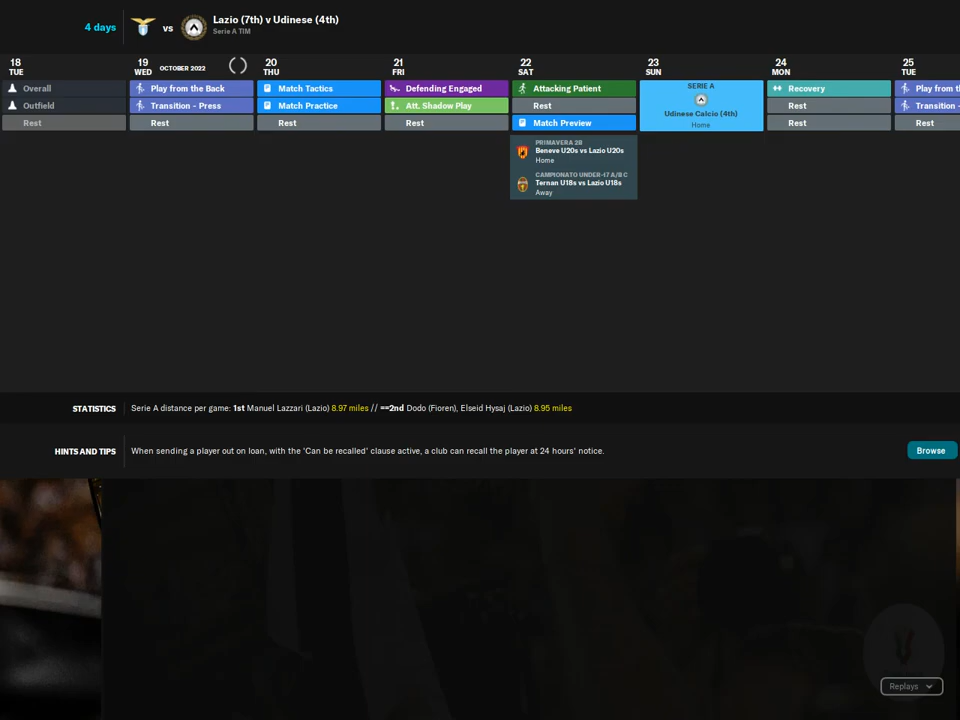 4 days
vs
Lazio (7th) v Udinese (4th)
Serie A TIM
18
TUE
19
WED OCTOBER 2022
20
THU
21
FRI
22
SAT
23
SUN
24
MON
25
TUE
Overall
Outfield
Rest
Play from the Back
Transition - Press
Rest
Match Tactics
Match Practice
Rest
Defending Engaged
Att. Shadow Play
Rest
Attacking Patient
Rest
Match Preview
PRIMAVERA 2B
Beneve U20s vs Lazio U20s
Home
CAMPIONATO UNDER-17 A/B C
Ternan U18s vs Lazio U18s
Away
SERIE A
Udinese Calcio (4th)
Home
Recovery
Rest
Rest
Play from th
Transition -
Rest
STATISTICS
Serie A distance per game: 1st Manuel Lazzari (Lazio) 8.97 miles // ==2nd Dodo (Fioren), Elseid Hysaj (Lazio) 8.95 miles
HINTS AND TIPS
When sending a player out on loan, with the 'Can be recalled' clause active, a club can recall the player at 24 hours' notice.
Browse
Replays